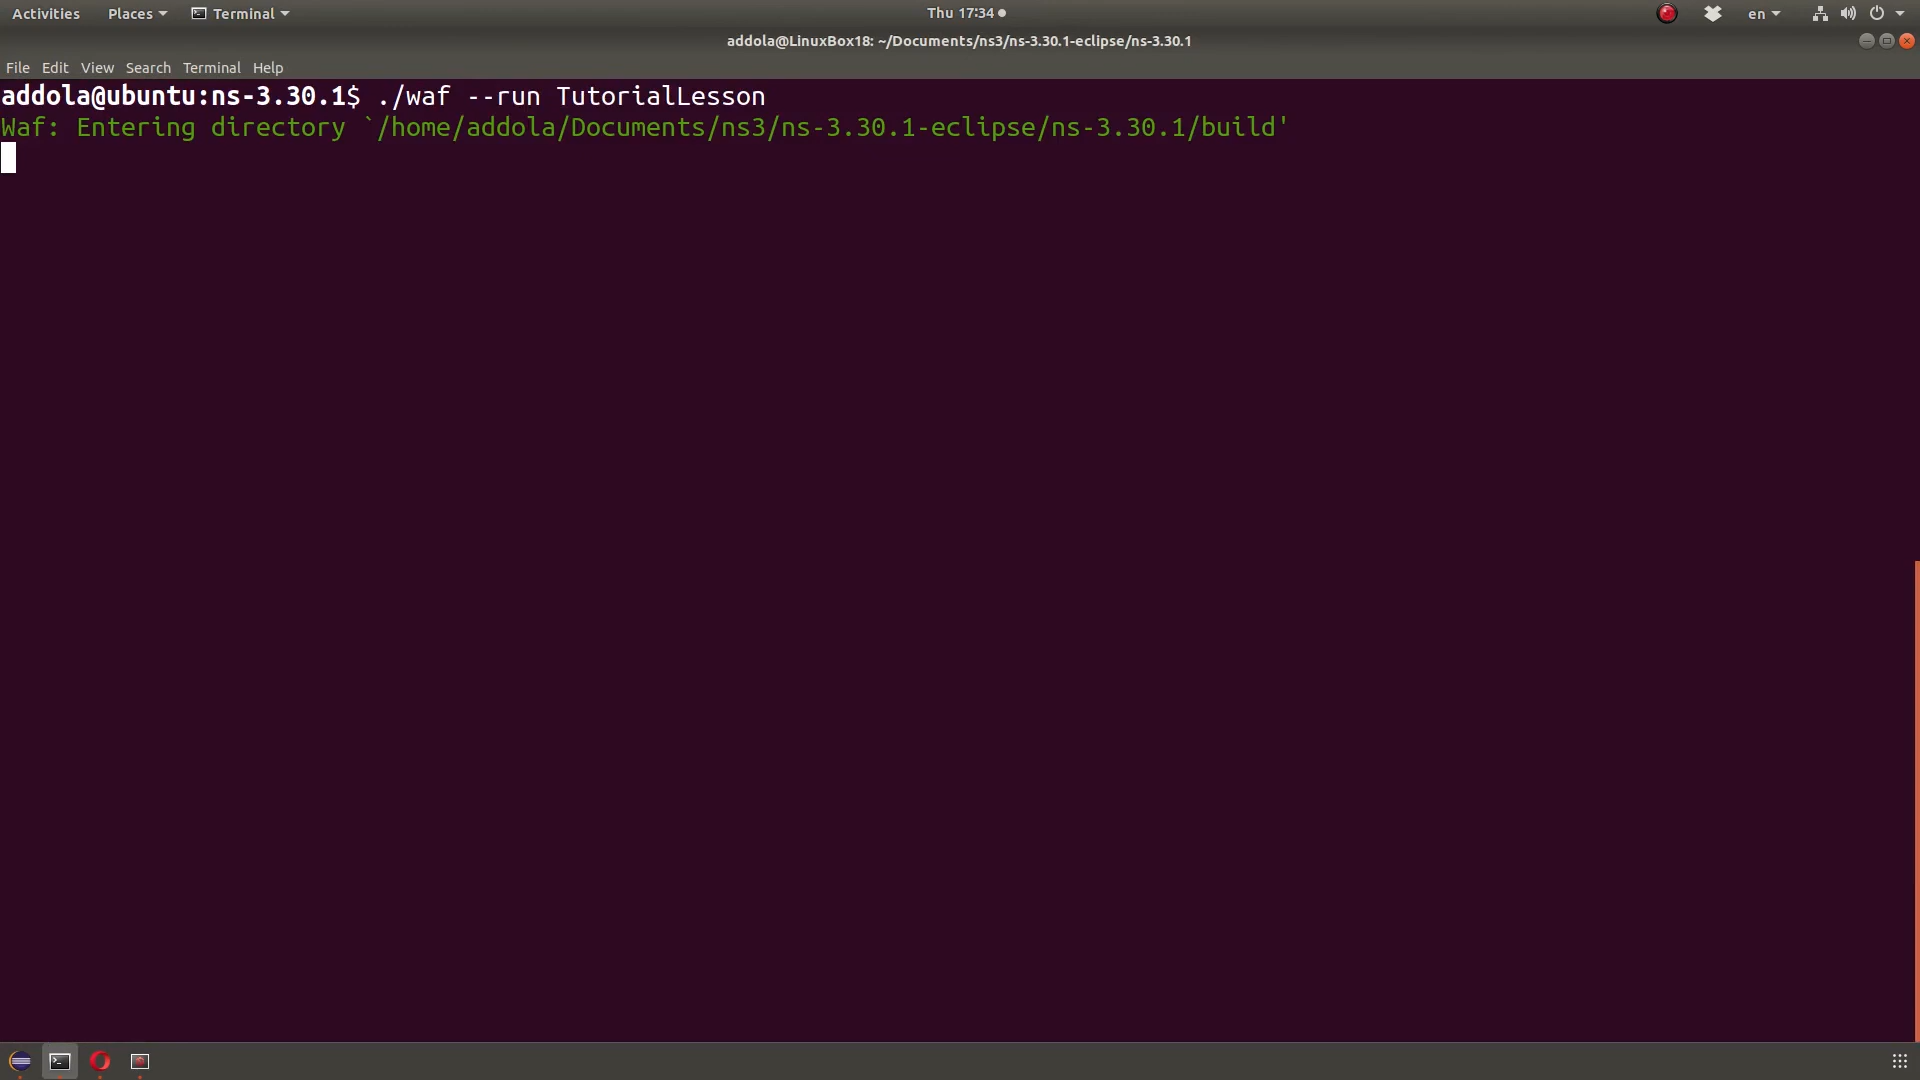 Activities Places Terminal Thu 17:34 en
addola@LinuxBox18: ~/Documents/ns3/ns-3.30.1-eclipse/ns-3.30.1
File Edit View Search Terminal Help
addola@ubuntu:ns-3.30.1$ ./waf --run TutorialLesson
Waf: Entering directory `/home/addola/Documents/ns3/ns-3.30.1-eclipse/ns-3.30.1/build'